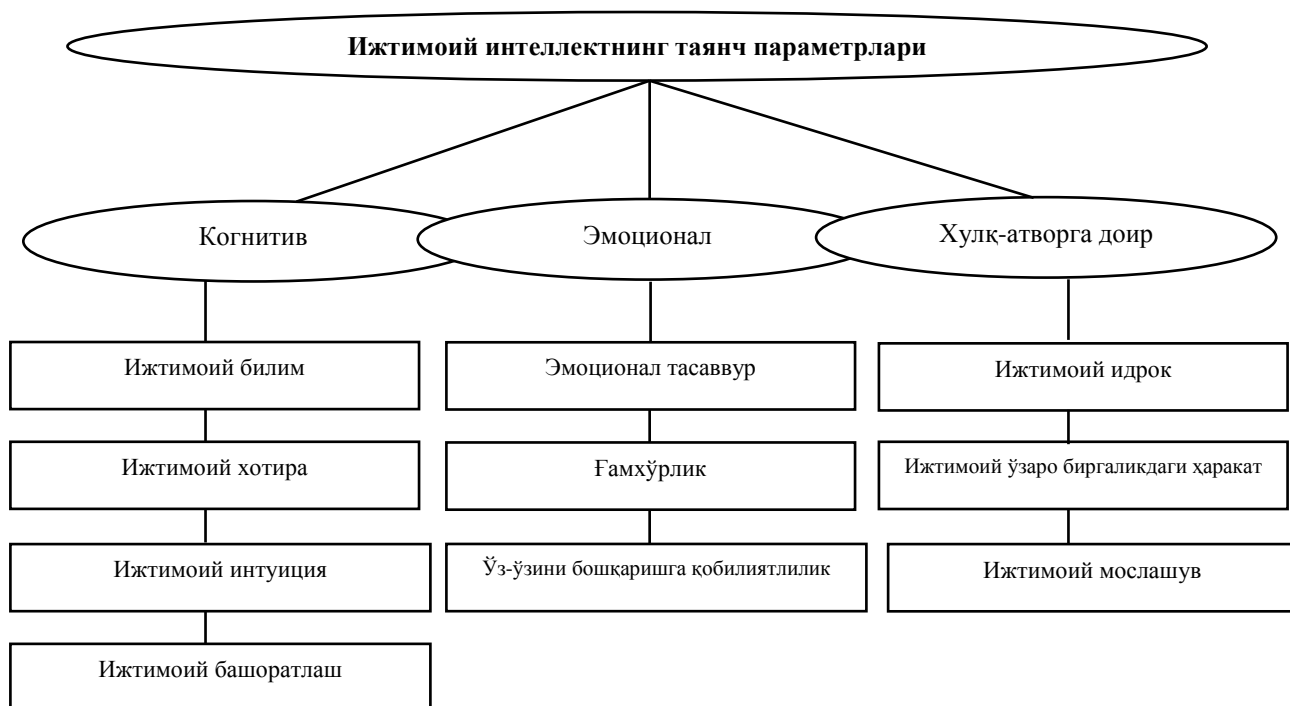 Ижтимоий интеллектнинг таянч параметрлари
Когнитив
Эмоционал
Хулқ-атворга доир
Ижтимоий билим
Эмоционал тасаввур
Ижтимоий идрок
Ижтимоий хотира
Ғамхўрлик
Ижтимоий ўзаро биргаликдаги ҳаракат
Ижтимоий интуиция
Ўз-ўзини бошқаришга қобилиятлилик
Ижтимоий мослашув
Ижтимоий башоратлаш